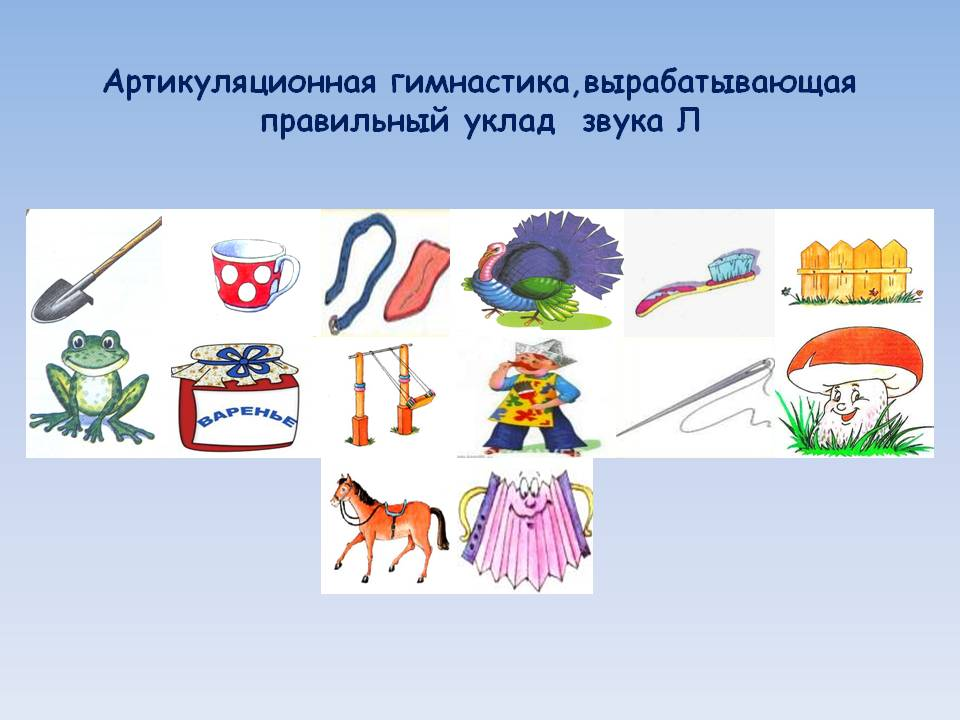 Артикуляционная гимнастика,вырабатывающая
правильный уклад звука Л
ВАРЕНЬЕ